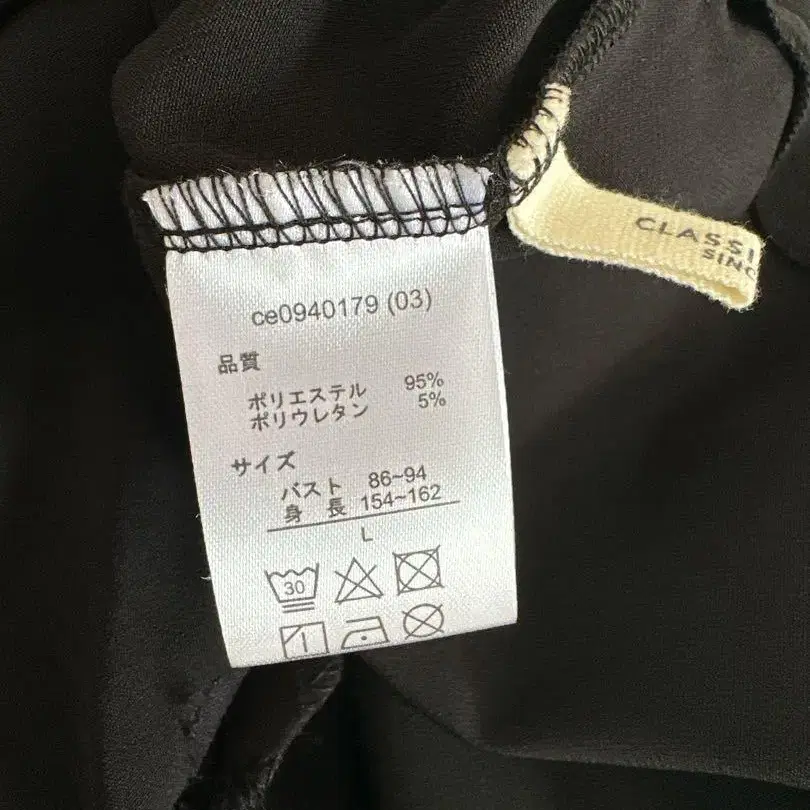 ce0940179 (03)
品質
ポリエステル 95%
ポリウレタン 5%
サイズ
バスト 86~94
身 長 154~162
L
30
CLASSI
SINC